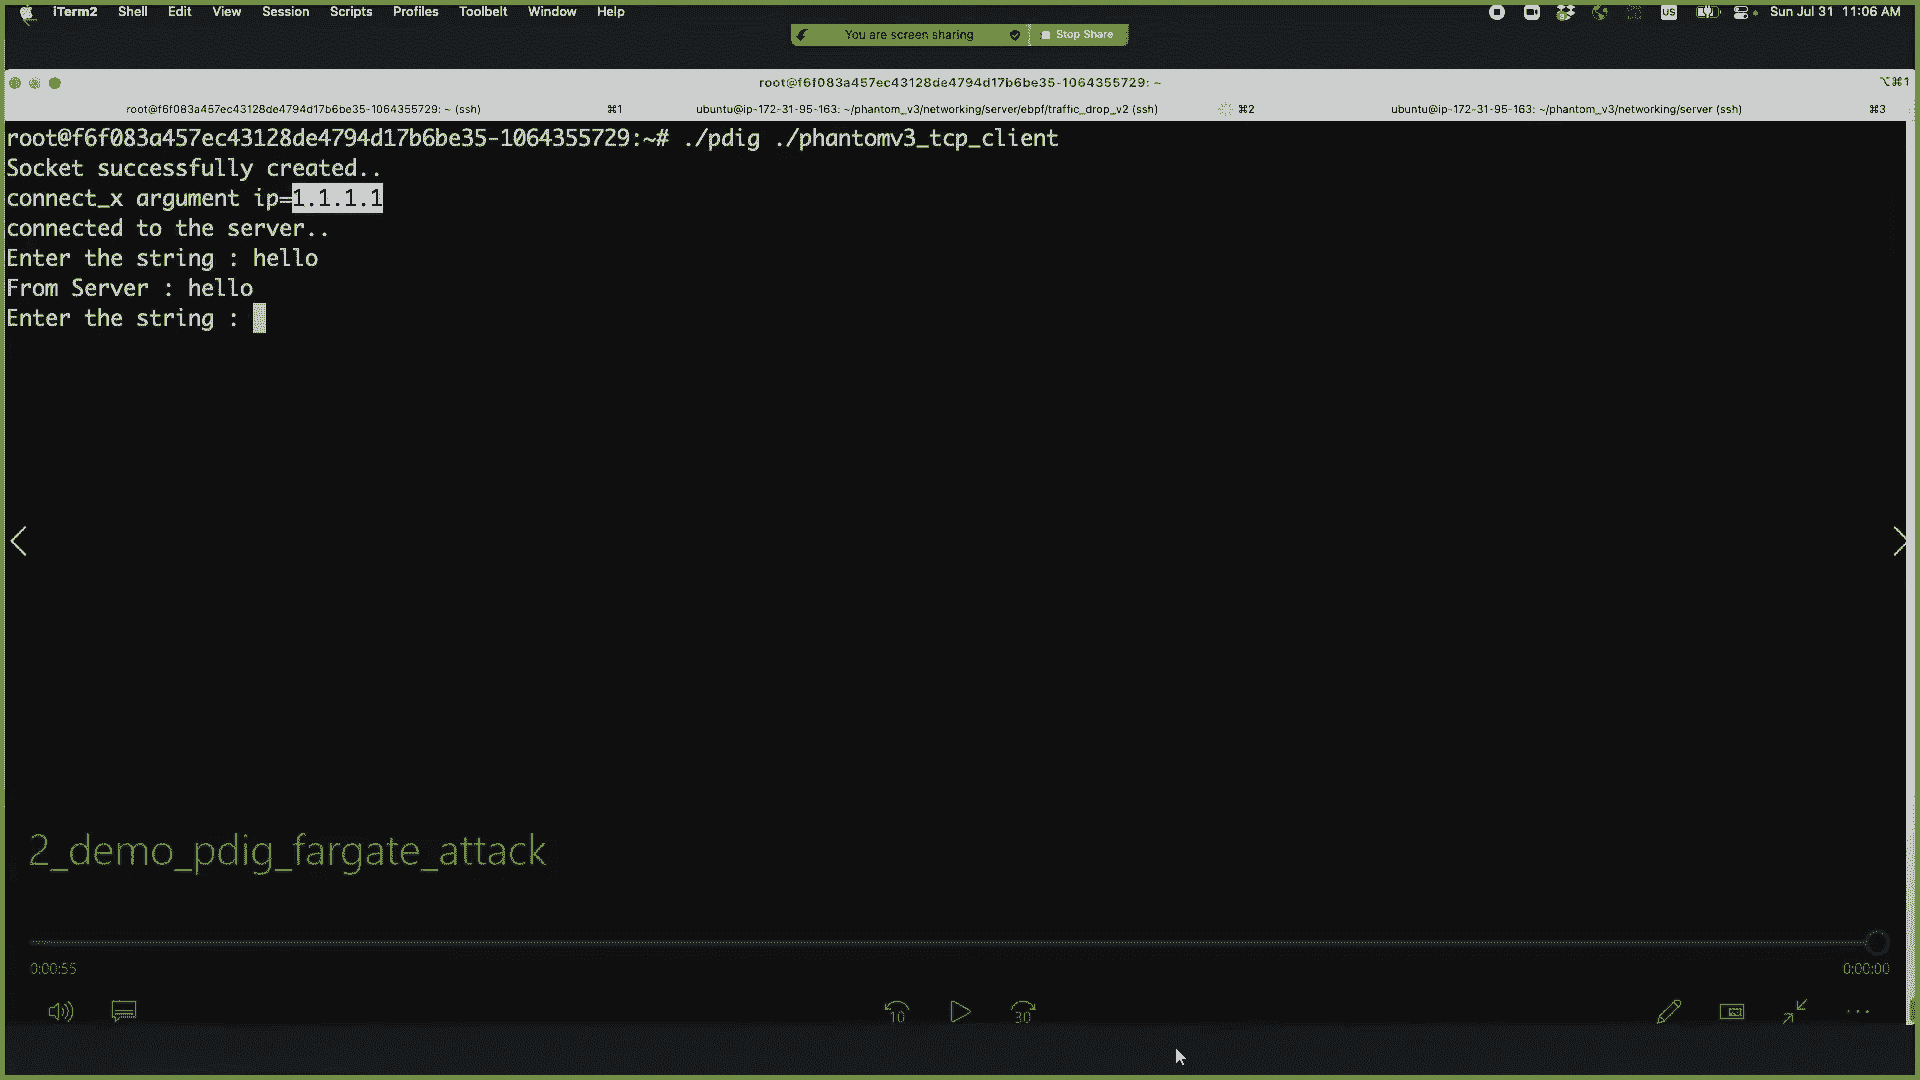 iTerm2 Shell Edit View Session Scripts Profiles Toolbelt Window Help US Sun Jul 31 11:06 AM
You are screen sharing Stop Share
root@f6f083a457ec43128de4794d17b6be35-1064355729: ~ ⌥⌘1
root@f6f083a457ec43128de4794d17b6be35-1064355729: ~ (ssh) ⌘1 ubuntu@ip-172-31-95-163: ~/phantom_v3/networking/server/ebpf/traffic_drop_v2 (ssh) ⌘2 ubuntu@ip-172-31-95-163: ~/phantom_v3/networking/server (ssh) ⌘3
root@f6f083a457ec43128de4794d17b6be35-1064355729:~# ./pdig ./phantomv3_tcp_client
Socket successfully created..
connect_x argument ip=1.1.1.1
connected to the server..
Enter the string : hello
From Server : hello
Enter the string :
2_demo_pdig_fargate_attack
0:00:55 0:00:00
10 30